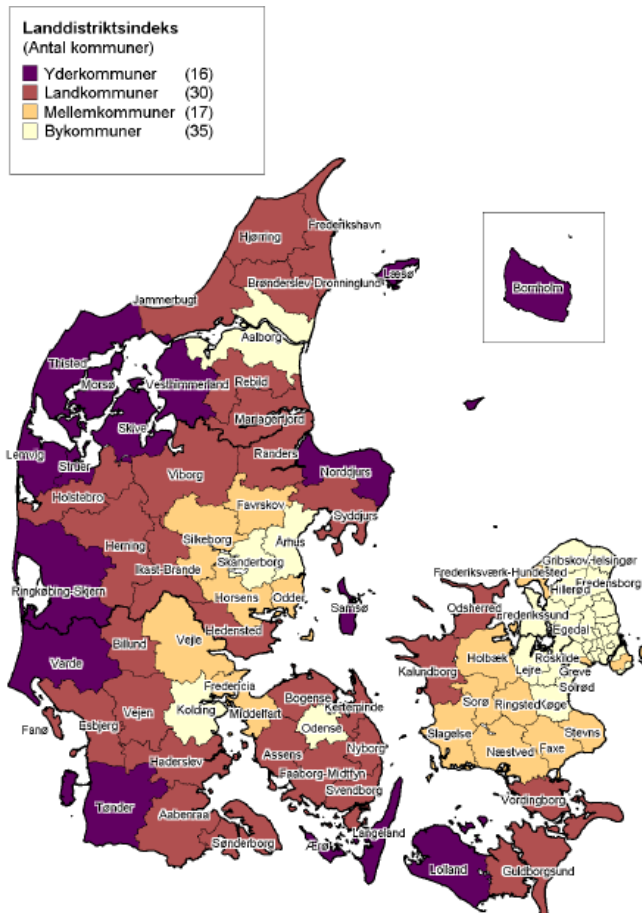 Landdistriktsindeks
(Antal kommuner)
Yderkommuner (16)
Landkommuner (30)
Mellemkommuner (17)
Bykommuner (35)
Frederikshavn
Hjørring
Læsø
Brønderslev-Dronninglund
Bornholm
Jammerbugt
Aalborg
Thisted
Morsø
Vesthimmerland
Rebild
Mariagerfjord
Skive
Lemvig
Struer
Randers
Viborg
Norddjurs
Holstebro
Favrskov
Syddjurs
Silkeborg
Århus
Herning
Skanderborg
Ikast-Brande
Gribskov
Helsingør
Frederiksværk-Hundested
Fredensborg
Hillerød
Ringkøbing-Skjern
Horsens
Odder
Samsø
Odsherred
Frederikssund
Egedal
Hedensted
Billund
Vejle
Varde
Holbæk
Roskilde
Lejre
Greve
Kalundborg
Solrød
Fredericia
Bogense
Kerteminde
Sorø
Ringsted
Køge
Vejen
Kolding
Middelfart
Odense
Fanø
Esbjerg
Slagelse
Stevns
Nyborg
Næstved
Faxe
Assens
Haderslev
Faaborg-Midtfyn
Svendborg
Vordingborg
Tønder
Aabenraa
Langeland
Sønderborg
Ærø
Lolland
Guldborgsund